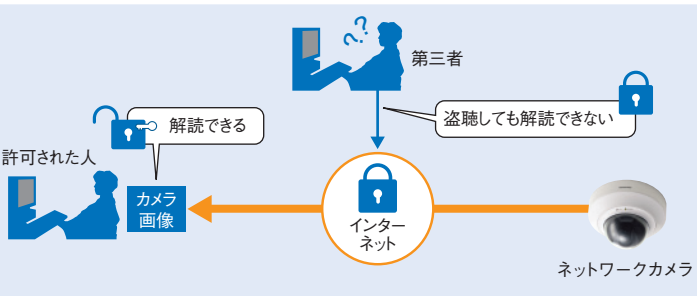 第三者
解読できる
盗聴しても解読できない
許可された人
カメラ
画像
インター
ネット
ネットワークカメラ